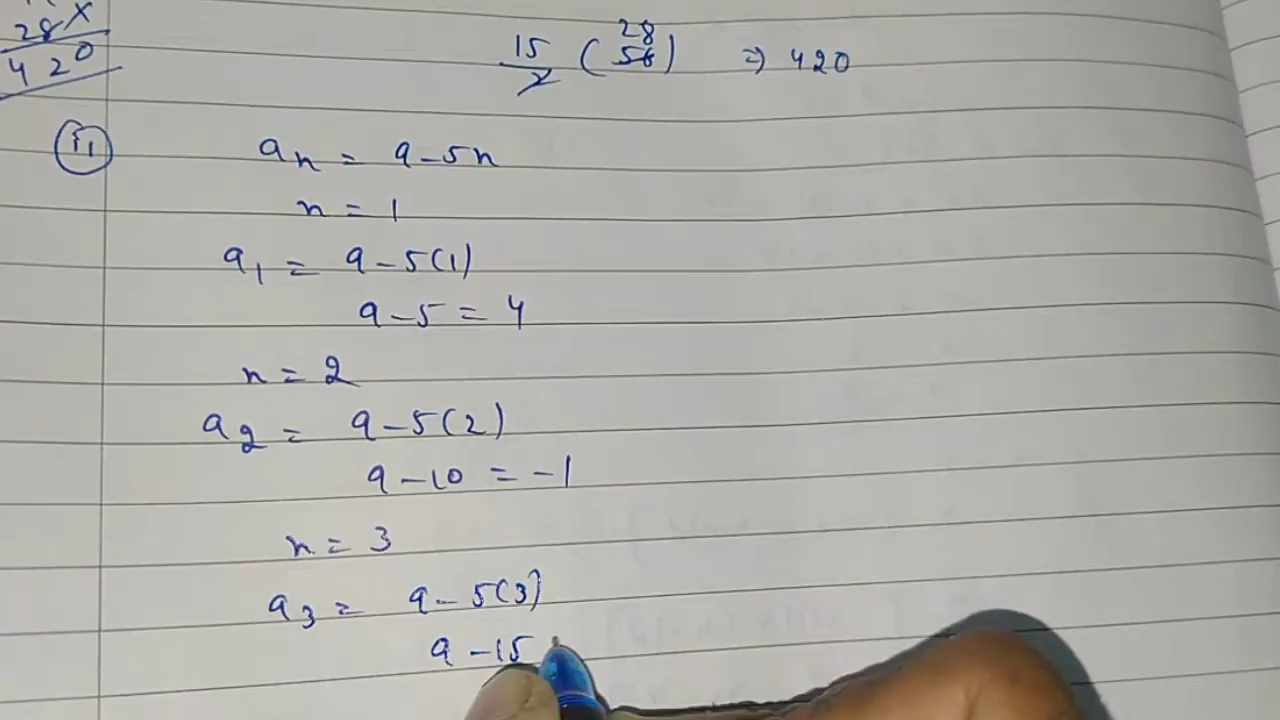 28 X
420
15/2 (28 56) ⇒ 420
ii
an = 9-5n
n = 1
a1 = 9-5(1)
9-5 = 4
n = 2
a2 = 9-5(2)
9-10 = -1
n = 3
a3 = 9-5(3)
9-15